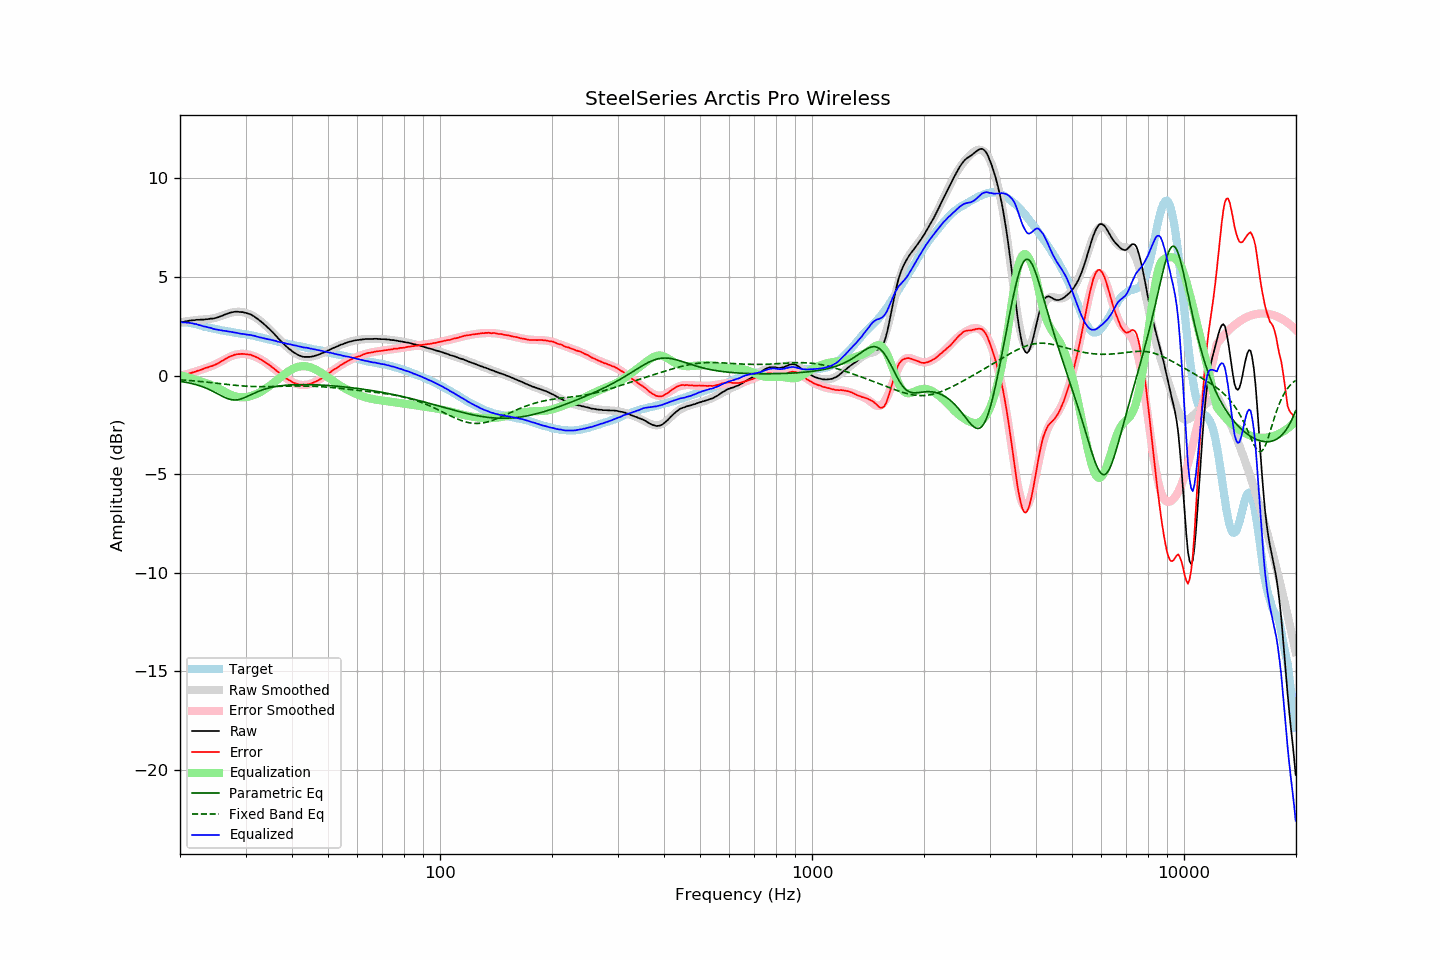 SteelSeries Arctis Pro Wireless
Amplitude (dBr)
10
5
0
−5
−10
−15
−20
Target
Raw Smoothed
Error Smoothed
Raw
Error
Equalization
Parametric Eq
Fixed Band Eq
Equalized
100
1000
10000
Frequency (Hz)